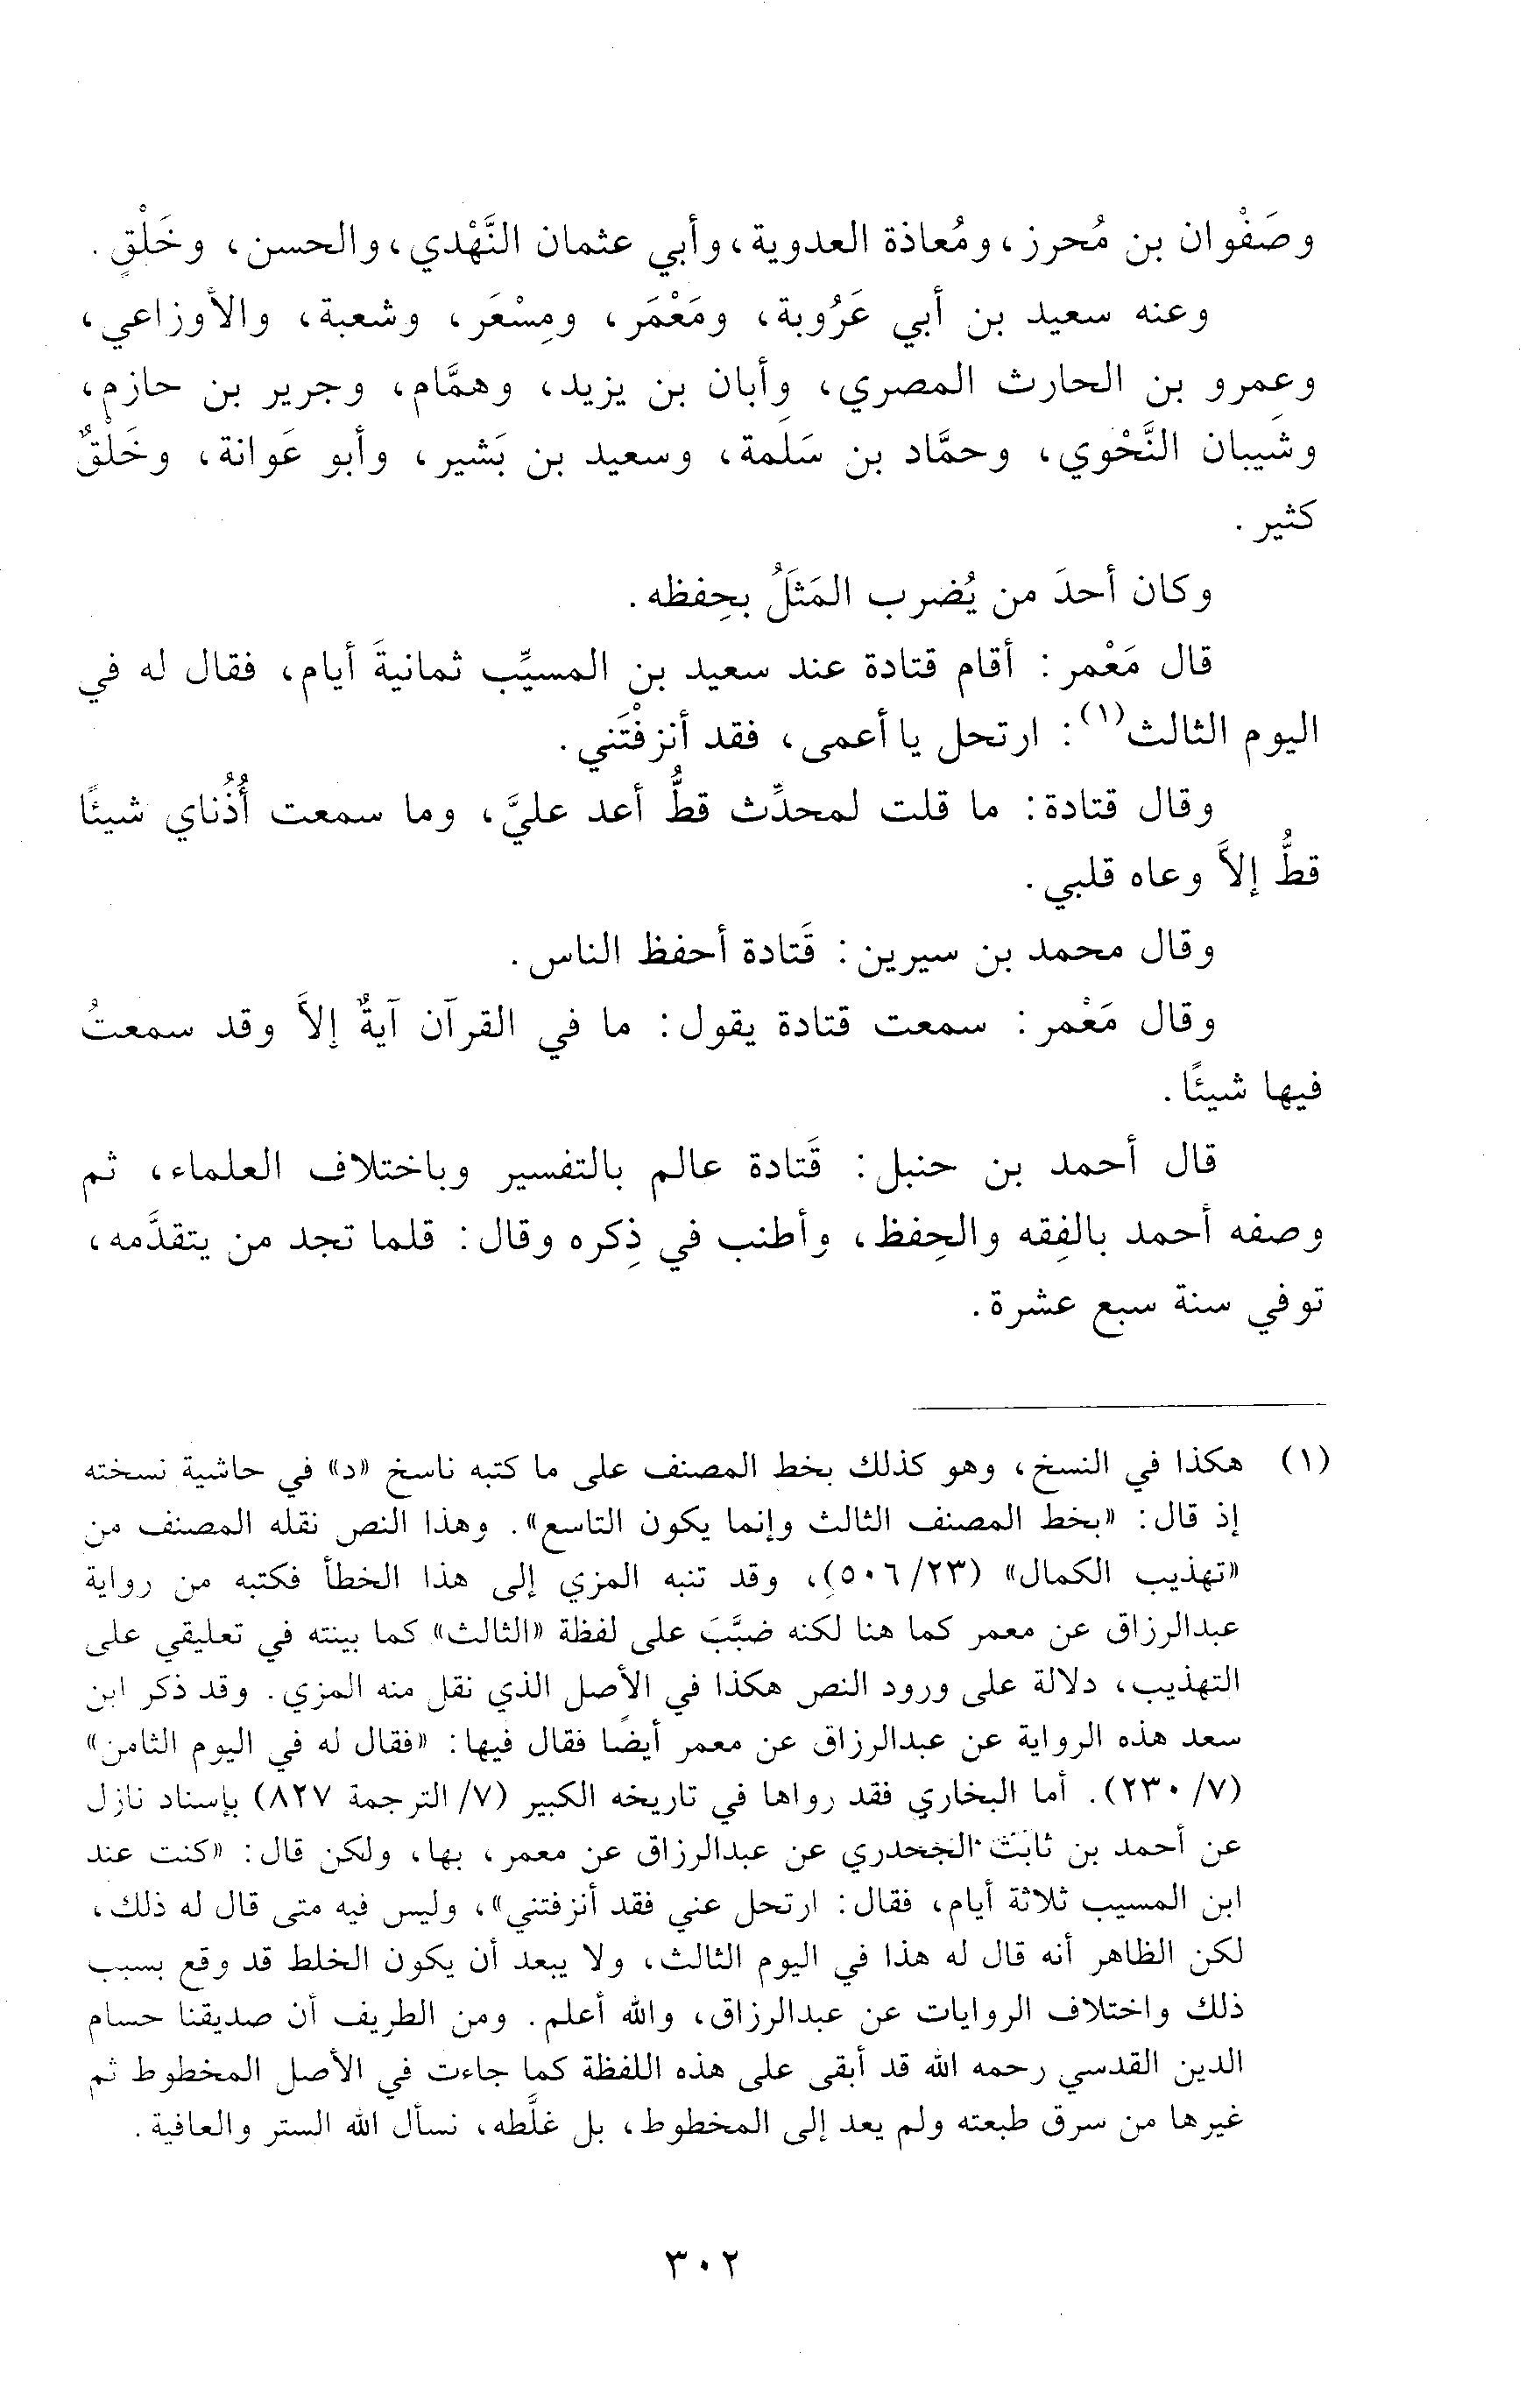 وصَفْوان بن مُحرز، ومُعاذة العدوية، وأبي عثمان النَّهْدي، والحسن، وخَلْقٍ.
وعنه سعيد بن أبي عَرُوبة، ومَعْمَر، ومِسْعَر، وشعبة، والأوزاعي،
وعمرو بن الحارث المصري، وأبان بن يزيد، وهمَّام، وجرير بن حازم،
وشَيبان النَّحْوي، وحمَّاد بن سَلَمة، وسعيد بن بَشير، وأبو عَوانة، وخَلْقٌ
كثير.
وكان أحدَ من يُضرب المَثَلُ بحِفظه.
قال مَعْمر: أقام قتادة عند سعيد بن المسيِّب ثمانيةَ أيام، فقال له في
اليوم الثالث(١): ارتحل يا أعمى، فقد أنزفْتَني.
وقال قتادة: ما قلت لمحدِّث قطُّ أعد عليَّ، وما سمعت أُذُناي شيئًا
قطُّ إلاَّ وعاه قلبي.
وقال محمد بن سيرين: قَتادة أحفظ الناس.
وقال مَعْمر: سمعت قتادة يقول: ما في القرآن آيةٌ إلاَّ وقد سمعتُ
فيها شيئًا.
قال أحمد بن حنبل: قَتادة عالم بالتفسير وباختلاف العلماء، ثم
وصفه أحمد بالفِقه والحِفظ، وأطنب في ذِكره وقال: قلما تجد من يتقدَّمه،
توفي سنة سبع عشرة.
(١) هكذا في النسخ، وهو كذلك بخط المصنف على ما كتبه ناسخ «د» في حاشية نسخته
إذ قال: «بخط المصنف الثالث وإنما يكون التاسع». وهذا النص نقله المصنف من
«تهذيب الكمال» (٥٠٦/٢٣)، وقد تنبه المزي إلى هذا الخطأ فكتبه من رواية
عبدالرزاق عن معمر كما هنا لكنه ضبَّبَ على لفظة «الثالث» كما بينته في تعليقي على
التهذيب، دلالة على ورود النص هكذا في الأصل الذي نقل منه المزي. وقد ذكر ابن
سعد هذه الرواية عن عبدالرزاق عن معمر أيضًا فقال فيها: «فقال له في اليوم الثامن»
(٧/ ٢٣٠). أما البخاري فقد رواها في تاريخه الكبير (٧/ الترجمة ٨٢٧) بإسناد نازل
عن أحمد بن ثابت الجحدري عن عبدالرزاق عن معمر، بها، ولكن قال: «كنت عند
ابن المسيب ثلاثة أيام، فقال: ارتحل عني فقد أنزفتني»، وليس فيه متى قال له ذلك،
لكن الظاهر أنه قال له هذا في اليوم الثالث، ولا يبعد أن يكون الخلط قد وقع بسبب
ذلك واختلاف الروايات عن عبدالرزاق، والله أعلم. ومن الطريف أن صديقنا حسام
الدين القدسي رحمه الله قد أبقى على هذه اللفظة كما جاءت في الأصل المخطوط ثم
غيرها من سرق طبعته ولم يعد إلى المخطوط، بل غلَّطه، نسأل الله الستر والعافية.
٣٠٢